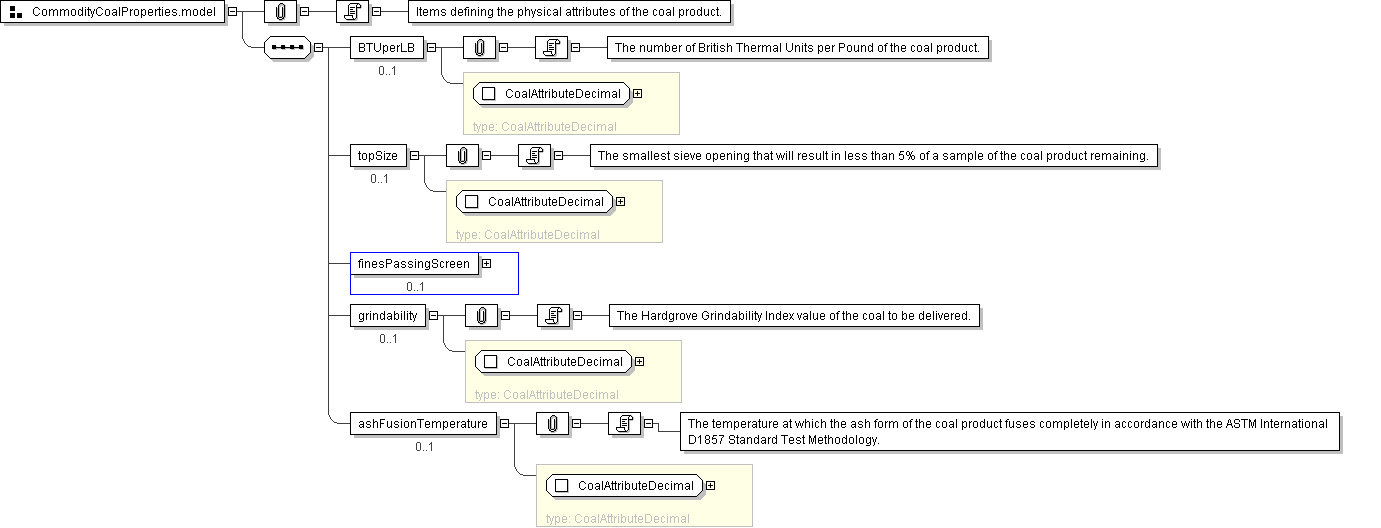 CommodityCoalProperties.model
Items defining the physical attributes of the coal product.
BTUperLB
The number of British Thermal Units per Pound of the coal product.
0..1
CoalAttributeDecimal
type: CoalAttributeDecimal
topSize
The smallest sieve opening that will result in less than 5% of a sample of the coal product remaining.
0..1
CoalAttributeDecimal
type: CoalAttributeDecimal
finesPassingScreen
0..1
grindability
The Hardgrove Grindability Index value of the coal to be delivered.
0..1
CoalAttributeDecimal
type: CoalAttributeDecimal
ashFusionTemperature
The temperature at which the ash form of the coal product fuses completely in accordance with the ASTM International
D1857 Standard Test Methodology.
0..1
CoalAttributeDecimal
type: CoalAttributeDecimal